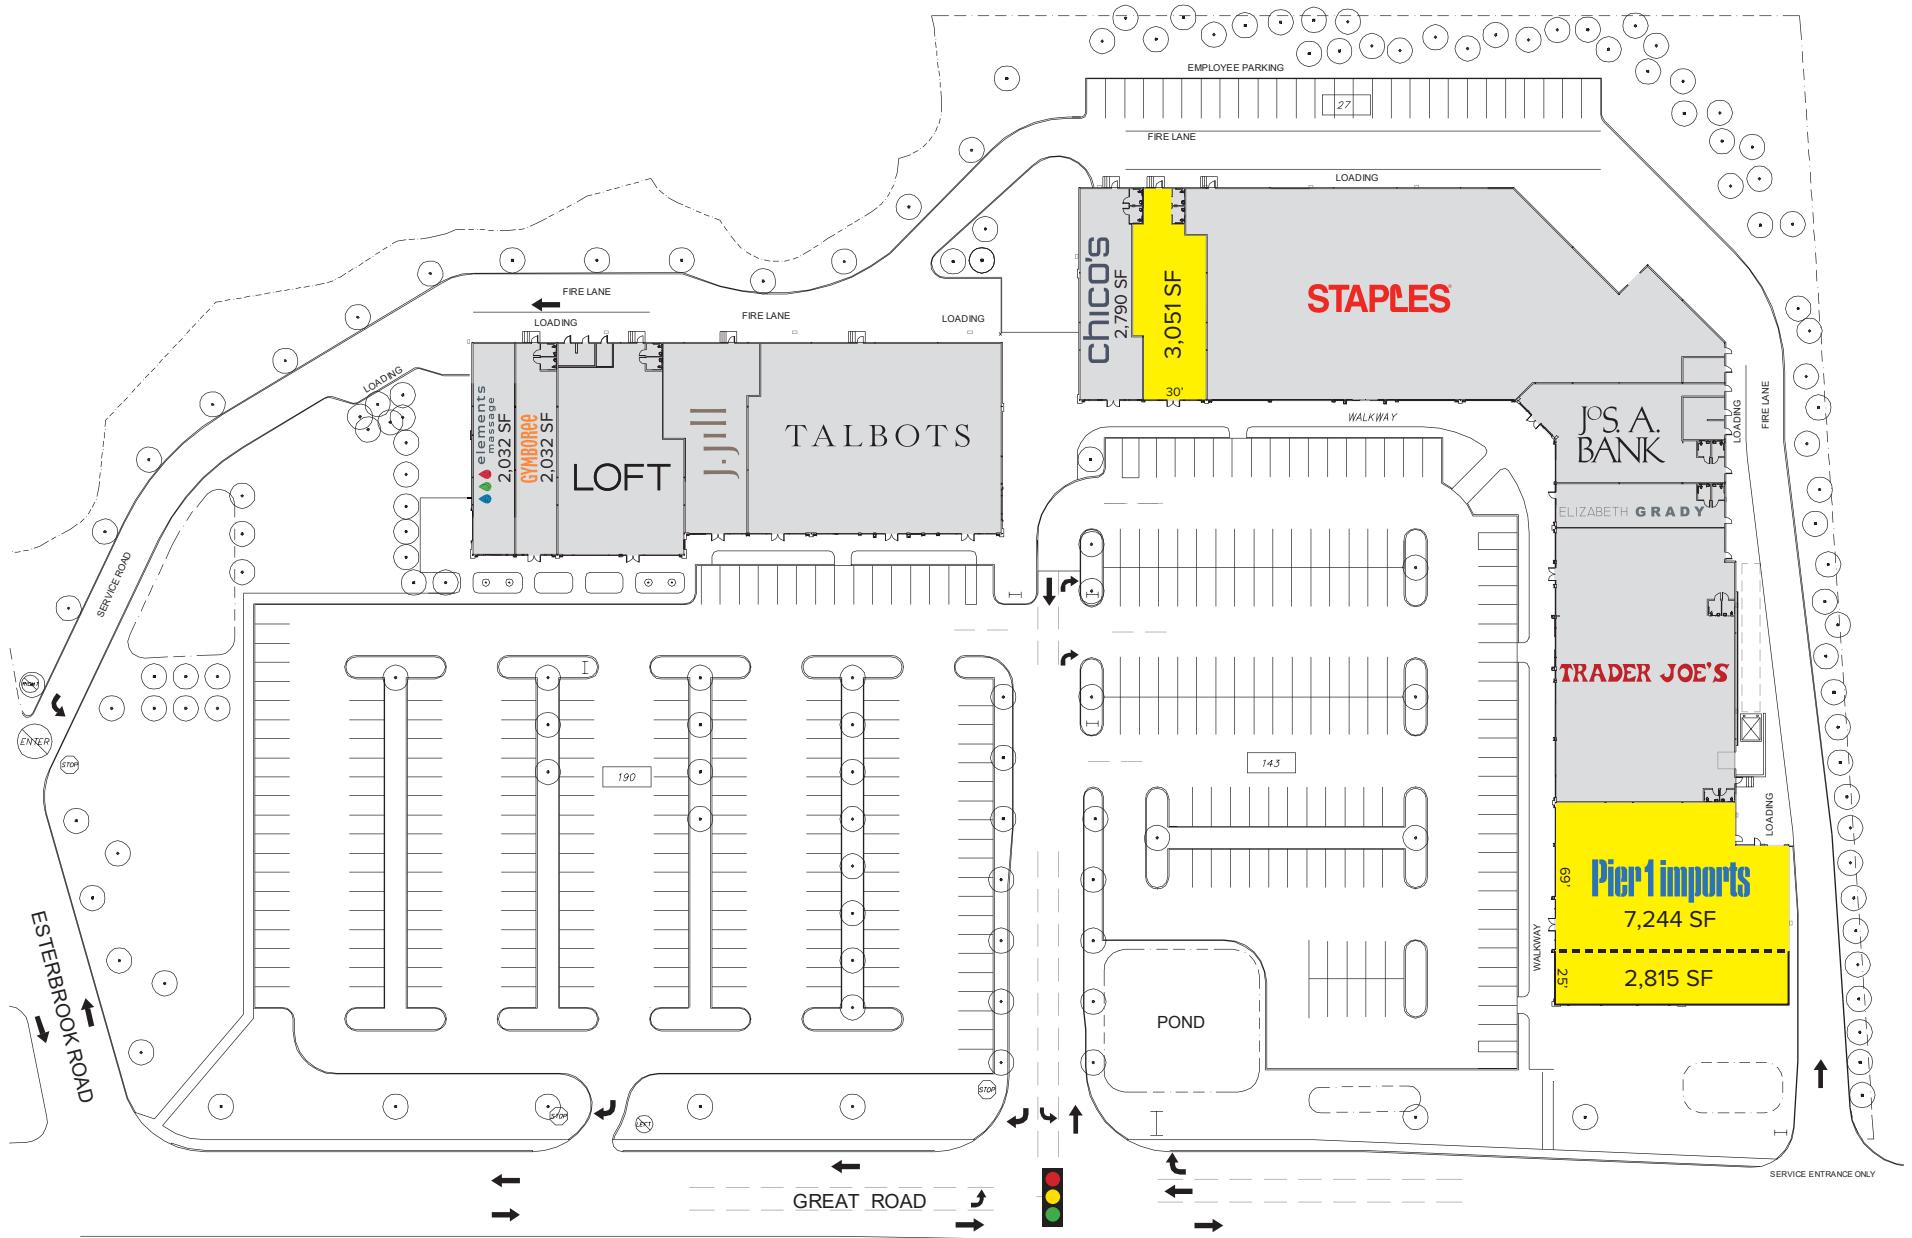 EMPLOYEE PARKING
27
FIRE LANE
LOADING
chico's
2,790 SF
3,051 SF
30'
STAPLES
FIRE LANE
LOADING
FIRE LANE
LOADING
LOADING
elements
massage
2,032 SF
GYMBOREE
2,032 SF
LOFT
J.Jill
TALBOTS
WALKWAY
JOS. A.
BANK
LOADING
FIRE LANE
ELIZABETH GRADY
SERVICE ROAD
TRADER JOE'S
ENTER
STOP
190
143
LOADING
69'
Pier 1 imports
7,244 SF
WALKWAY
25'
2,815 SF
ESTERBROOK ROAD
POND
STOP
STOP
LEFT
SERVICE ENTRANCE ONLY
GREAT ROAD